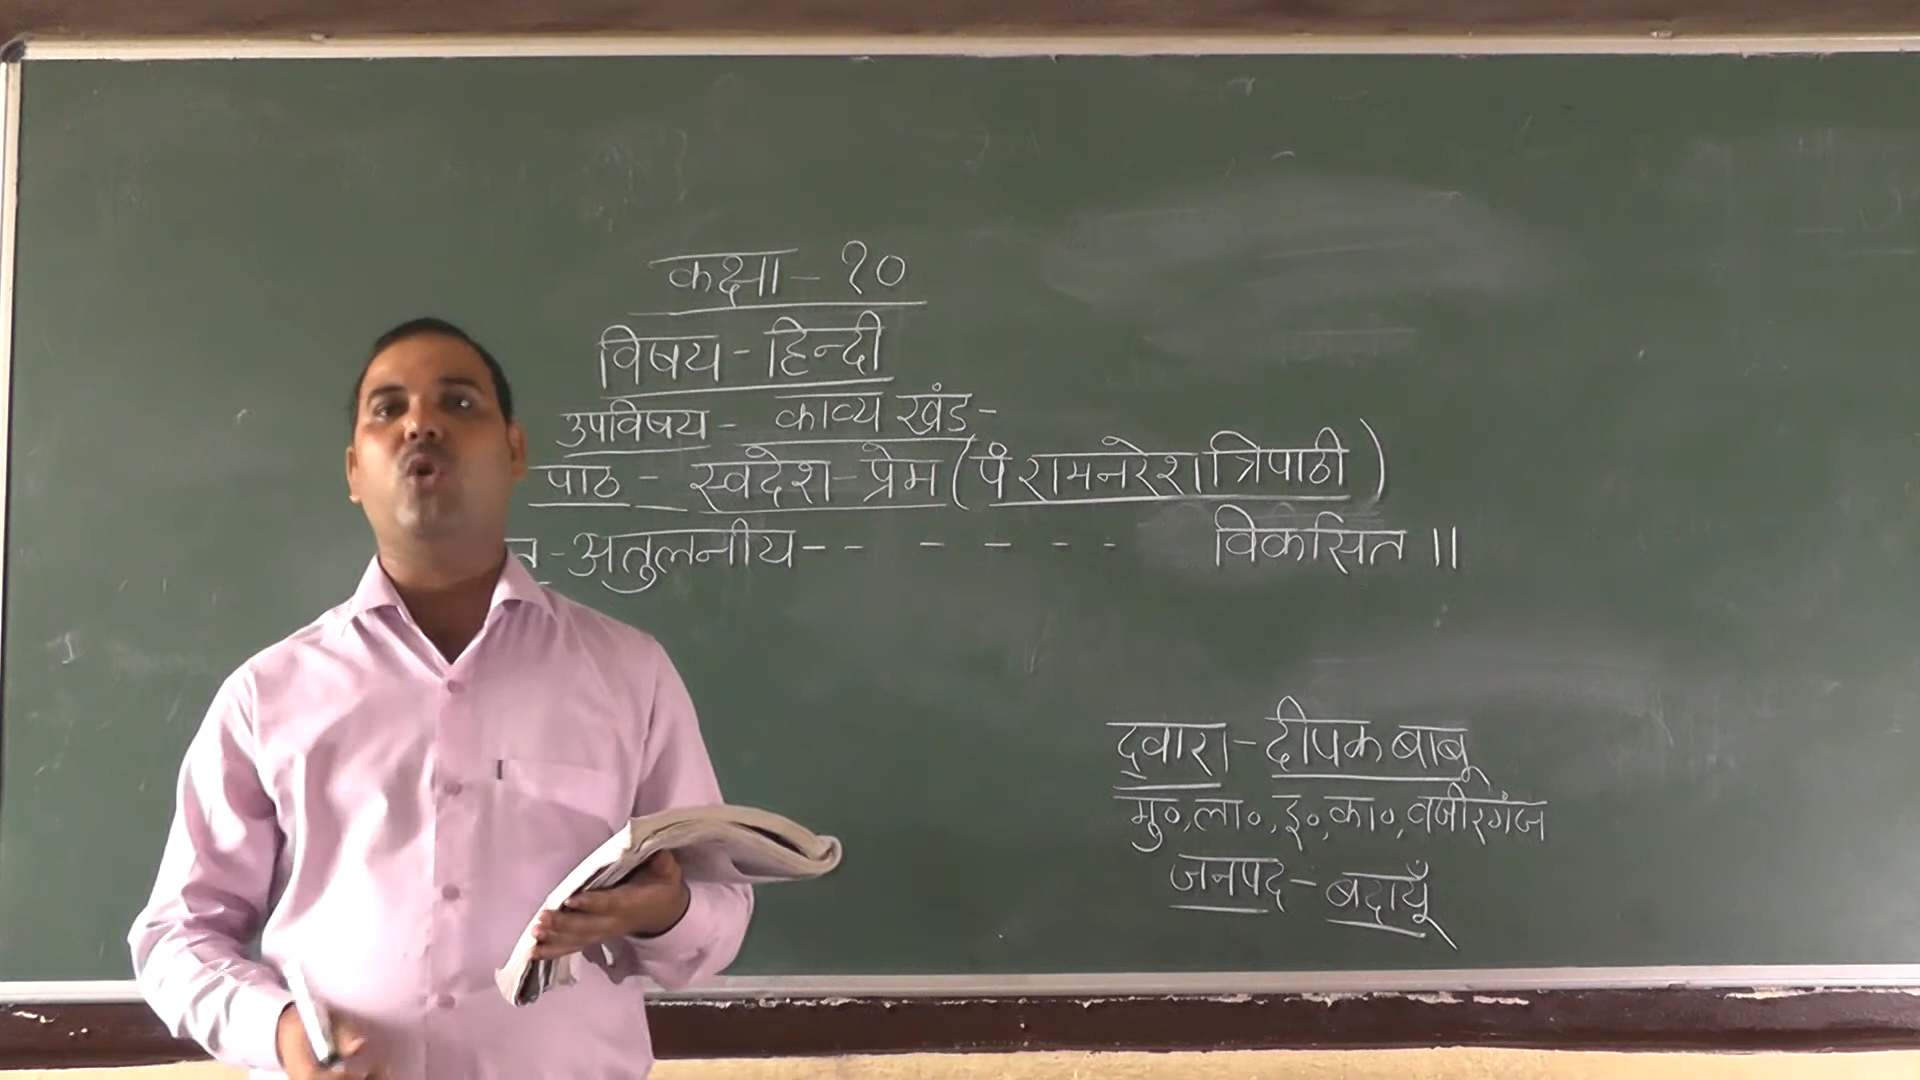 कक्षा - १०
विषय - हिन्दी
उपविषय - काव्य खंड -
पाठ - स्वदेश - प्रेम (पं रामनरेश त्रिपाठी)
- अतुलनीय - - - - - - विकसित ॥
द्वारा - दीपक बाबू
मु०, ला०, इ०, का०, वजीरगंज
जनपद - बदायूँ